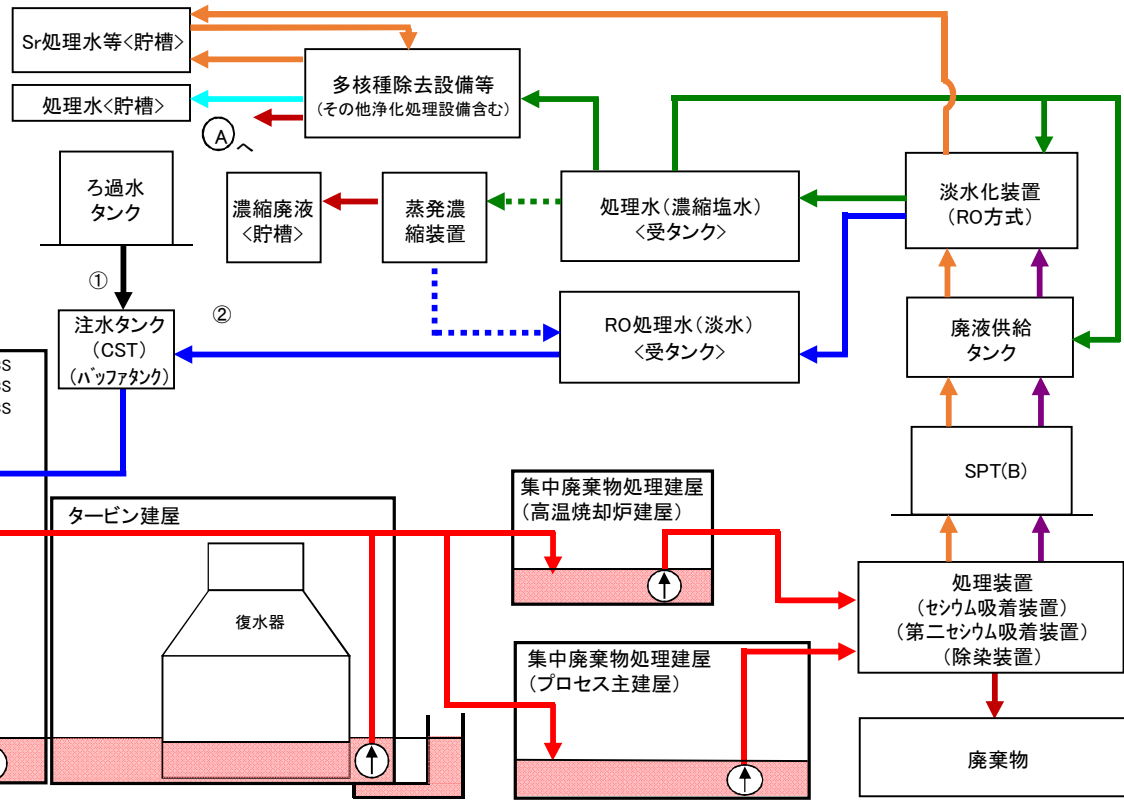 Sr処理水等<貯槽>
処理水<貯槽>
多核種除去設備等
(その他浄化処理設備含む)
A へ
ろ過水
タンク
濃縮廃液
<貯槽>
蒸発濃
縮装置
処理水(濃縮塩水)
<受タンク>
淡水化装置
(RO方式)
①
②
注水タンク
(CST)
(バッファタンク)
RO処理水(淡水)
<受タンク>
廃液供給
タンク
SPT(B)
タービン建屋
復水器
集中廃棄物処理建屋
(高温焼却炉建屋)
集中廃棄物処理建屋
(プロセス主建屋)
処理装置
(セシウム吸着装置)
(第二セシウム吸着装置)
(除染装置)
廃棄物